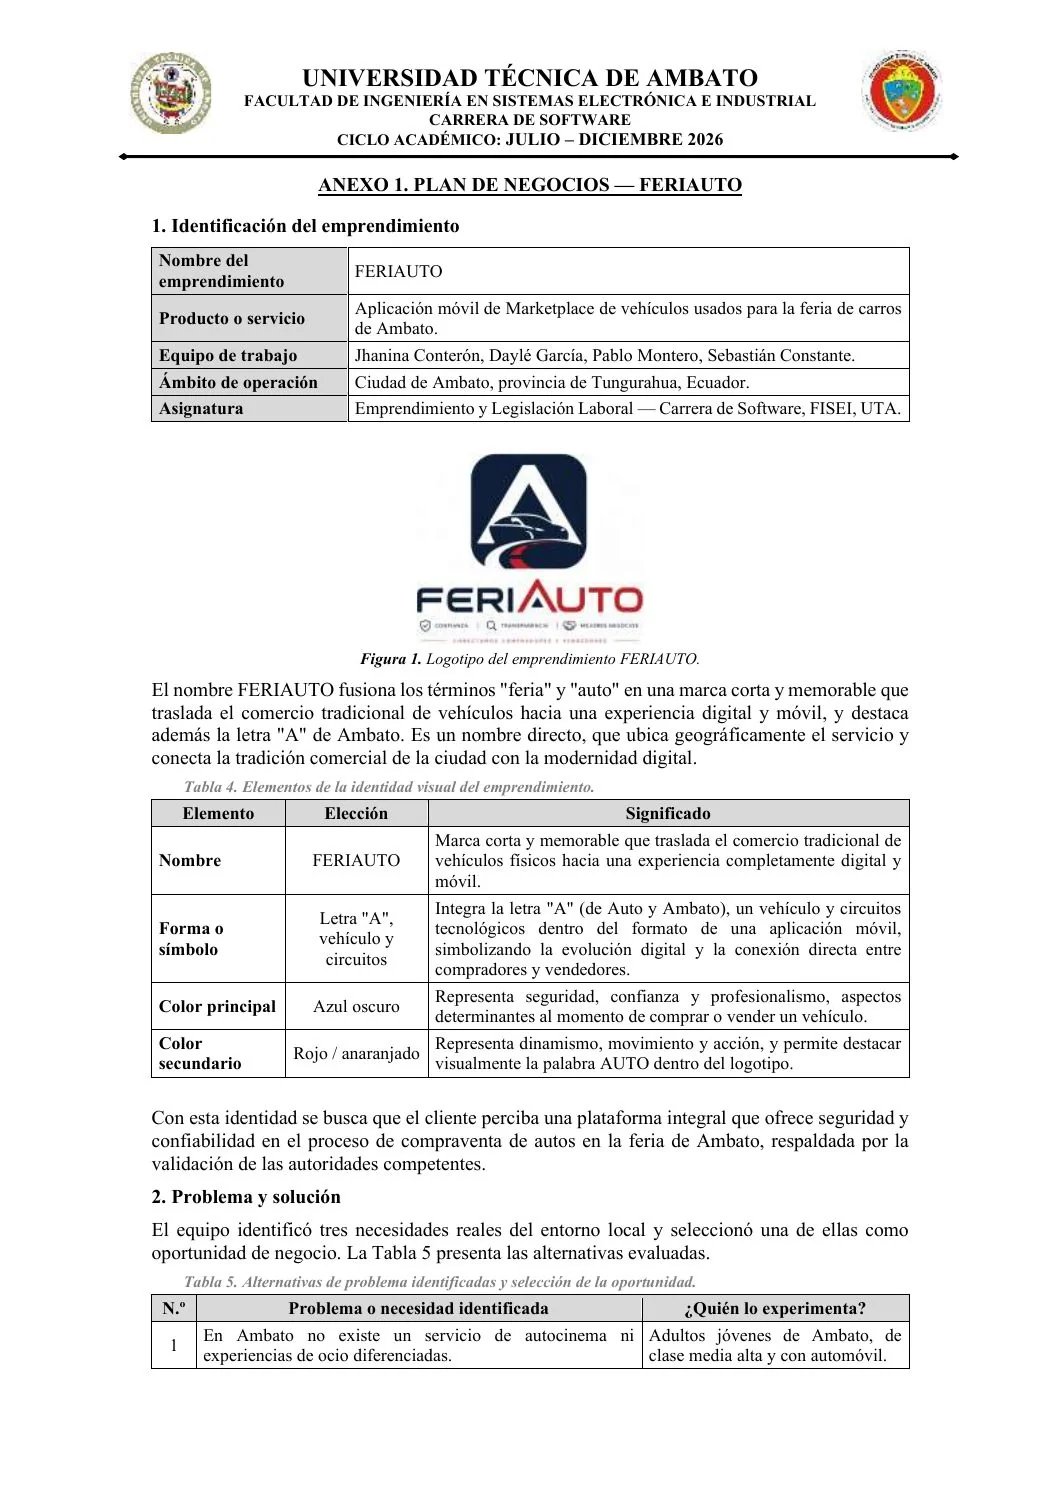 UNIVERSIDAD TÉCNICA DE AMBATO
FACULTAD DE INGENIERÍA EN SISTEMAS ELECTRÓNICA E INDUSTRIAL
CARRERA DE SOFTWARE
CICLO ACADÉMICO: JULIO – DICIEMBRE 2026
ANEXO 1. PLAN DE NEGOCIOS — FERIAUTO
1. Identificación del emprendimiento
Nombre del
emprendimiento
FERIAUTO
Producto o servicio
Aplicación móvil de Marketplace de vehículos usados para la feria de carros
de Ambato.
Equipo de trabajo
Jhanina Conterón, Daylé García, Pablo Montero, Sebastián Constante.
Ámbito de operación
Ciudad de Ambato, provincia de Tungurahua, Ecuador.
Asignatura
Emprendimiento y Legislación Laboral — Carrera de Software, FISEI, UTA.
FERIAUTO
CONFIANZA | TRANSPARENCIA | MEJORES NEGOCIOS
CONECTAMOS COMPRADORES Y VENDEDORES
Figura 1. Logotipo del emprendimiento FERIAUTO.
El nombre FERIAUTO fusiona los términos "feria" y "auto" en una marca corta y memorable que
traslada el comercio tradicional de vehículos hacia una experiencia digital y móvil, y destaca
además la letra "A" de Ambato. Es un nombre directo, que ubica geográficamente el servicio y
conecta la tradición comercial de la ciudad con la modernidad digital.
Tabla 4. Elementos de la identidad visual del emprendimiento.
Elemento
Elección
Significado
Nombre
FERIAUTO
Marca corta y memorable que traslada el comercio tradicional de
vehículos físicos hacia una experiencia completamente digital y
móvil.
Forma o
símbolo
Letra "A",
vehículo y
circuitos
Integra la letra "A" (de Auto y Ambato), un vehículo y circuitos
tecnológicos dentro del formato de una aplicación móvil,
simbolizando la evolución digital y la conexión directa entre
compradores y vendedores.
Color principal
Azul oscuro
Representa seguridad, confianza y profesionalismo, aspectos
determinantes al momento de comprar o vender un vehículo.
Color
secundario
Rojo / anaranjado
Representa dinamismo, movimiento y acción, y permite destacar
visualmente la palabra AUTO dentro del logotipo.
Con esta identidad se busca que el cliente perciba una plataforma integral que ofrece seguridad y
confiabilidad en el proceso de compraventa de autos en la feria de Ambato, respaldada por la
validación de las autoridades competentes.
2. Problema y solución
El equipo identificó tres necesidades reales del entorno local y seleccionó una de ellas como
oportunidad de negocio. La Tabla 5 presenta las alternativas evaluadas.
Tabla 5. Alternativas de problema identificadas y selección de la oportunidad.
N.º
Problema o necesidad identificada
¿Quién lo experimenta?
1
En Ambato no existe un servicio de autocinema ni
experiencias de ocio diferenciadas.
Adultos jóvenes de Ambato, de
clase media alta y con automóvil.